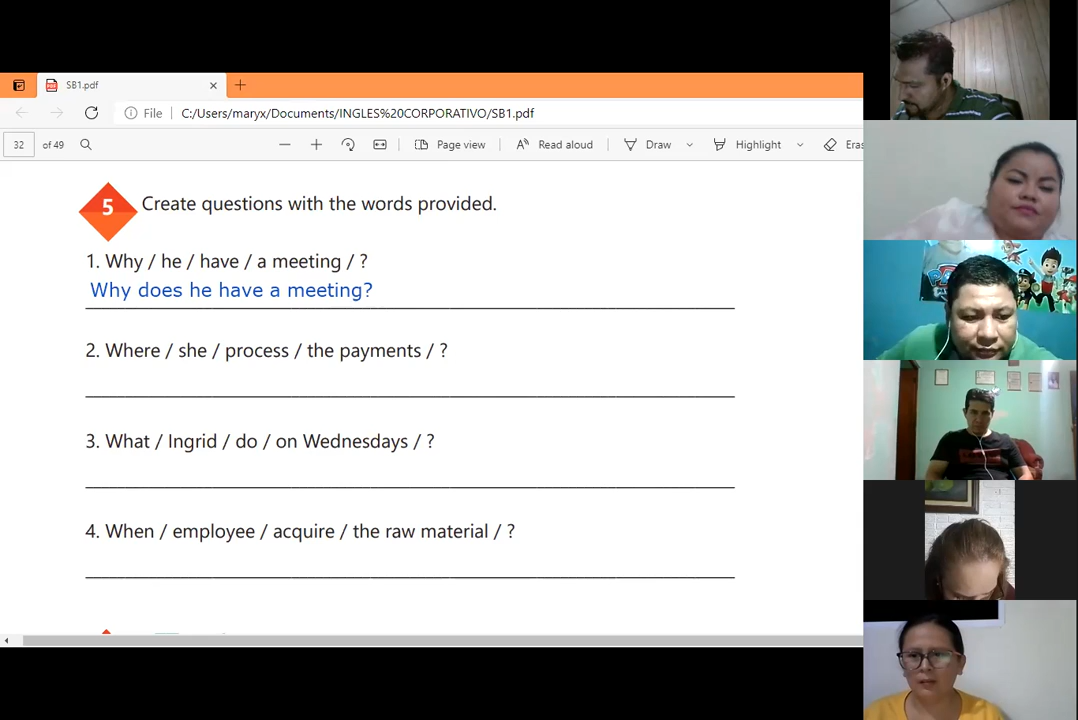 SB1.pdf
File C:/Users/maryx/Documents/INGLES%20CORPORATIVO/SB1.pdf
32 of 49 Page view Read aloud Draw Highlight Eras
5 Create questions with the words provided.
1. Why / he / have / a meeting / ?
Why does he have a meeting?
2. Where / she / process / the payments / ?
3. What / Ingrid / do / on Wednesdays / ?
4. When / employee / acquire / the raw material / ?